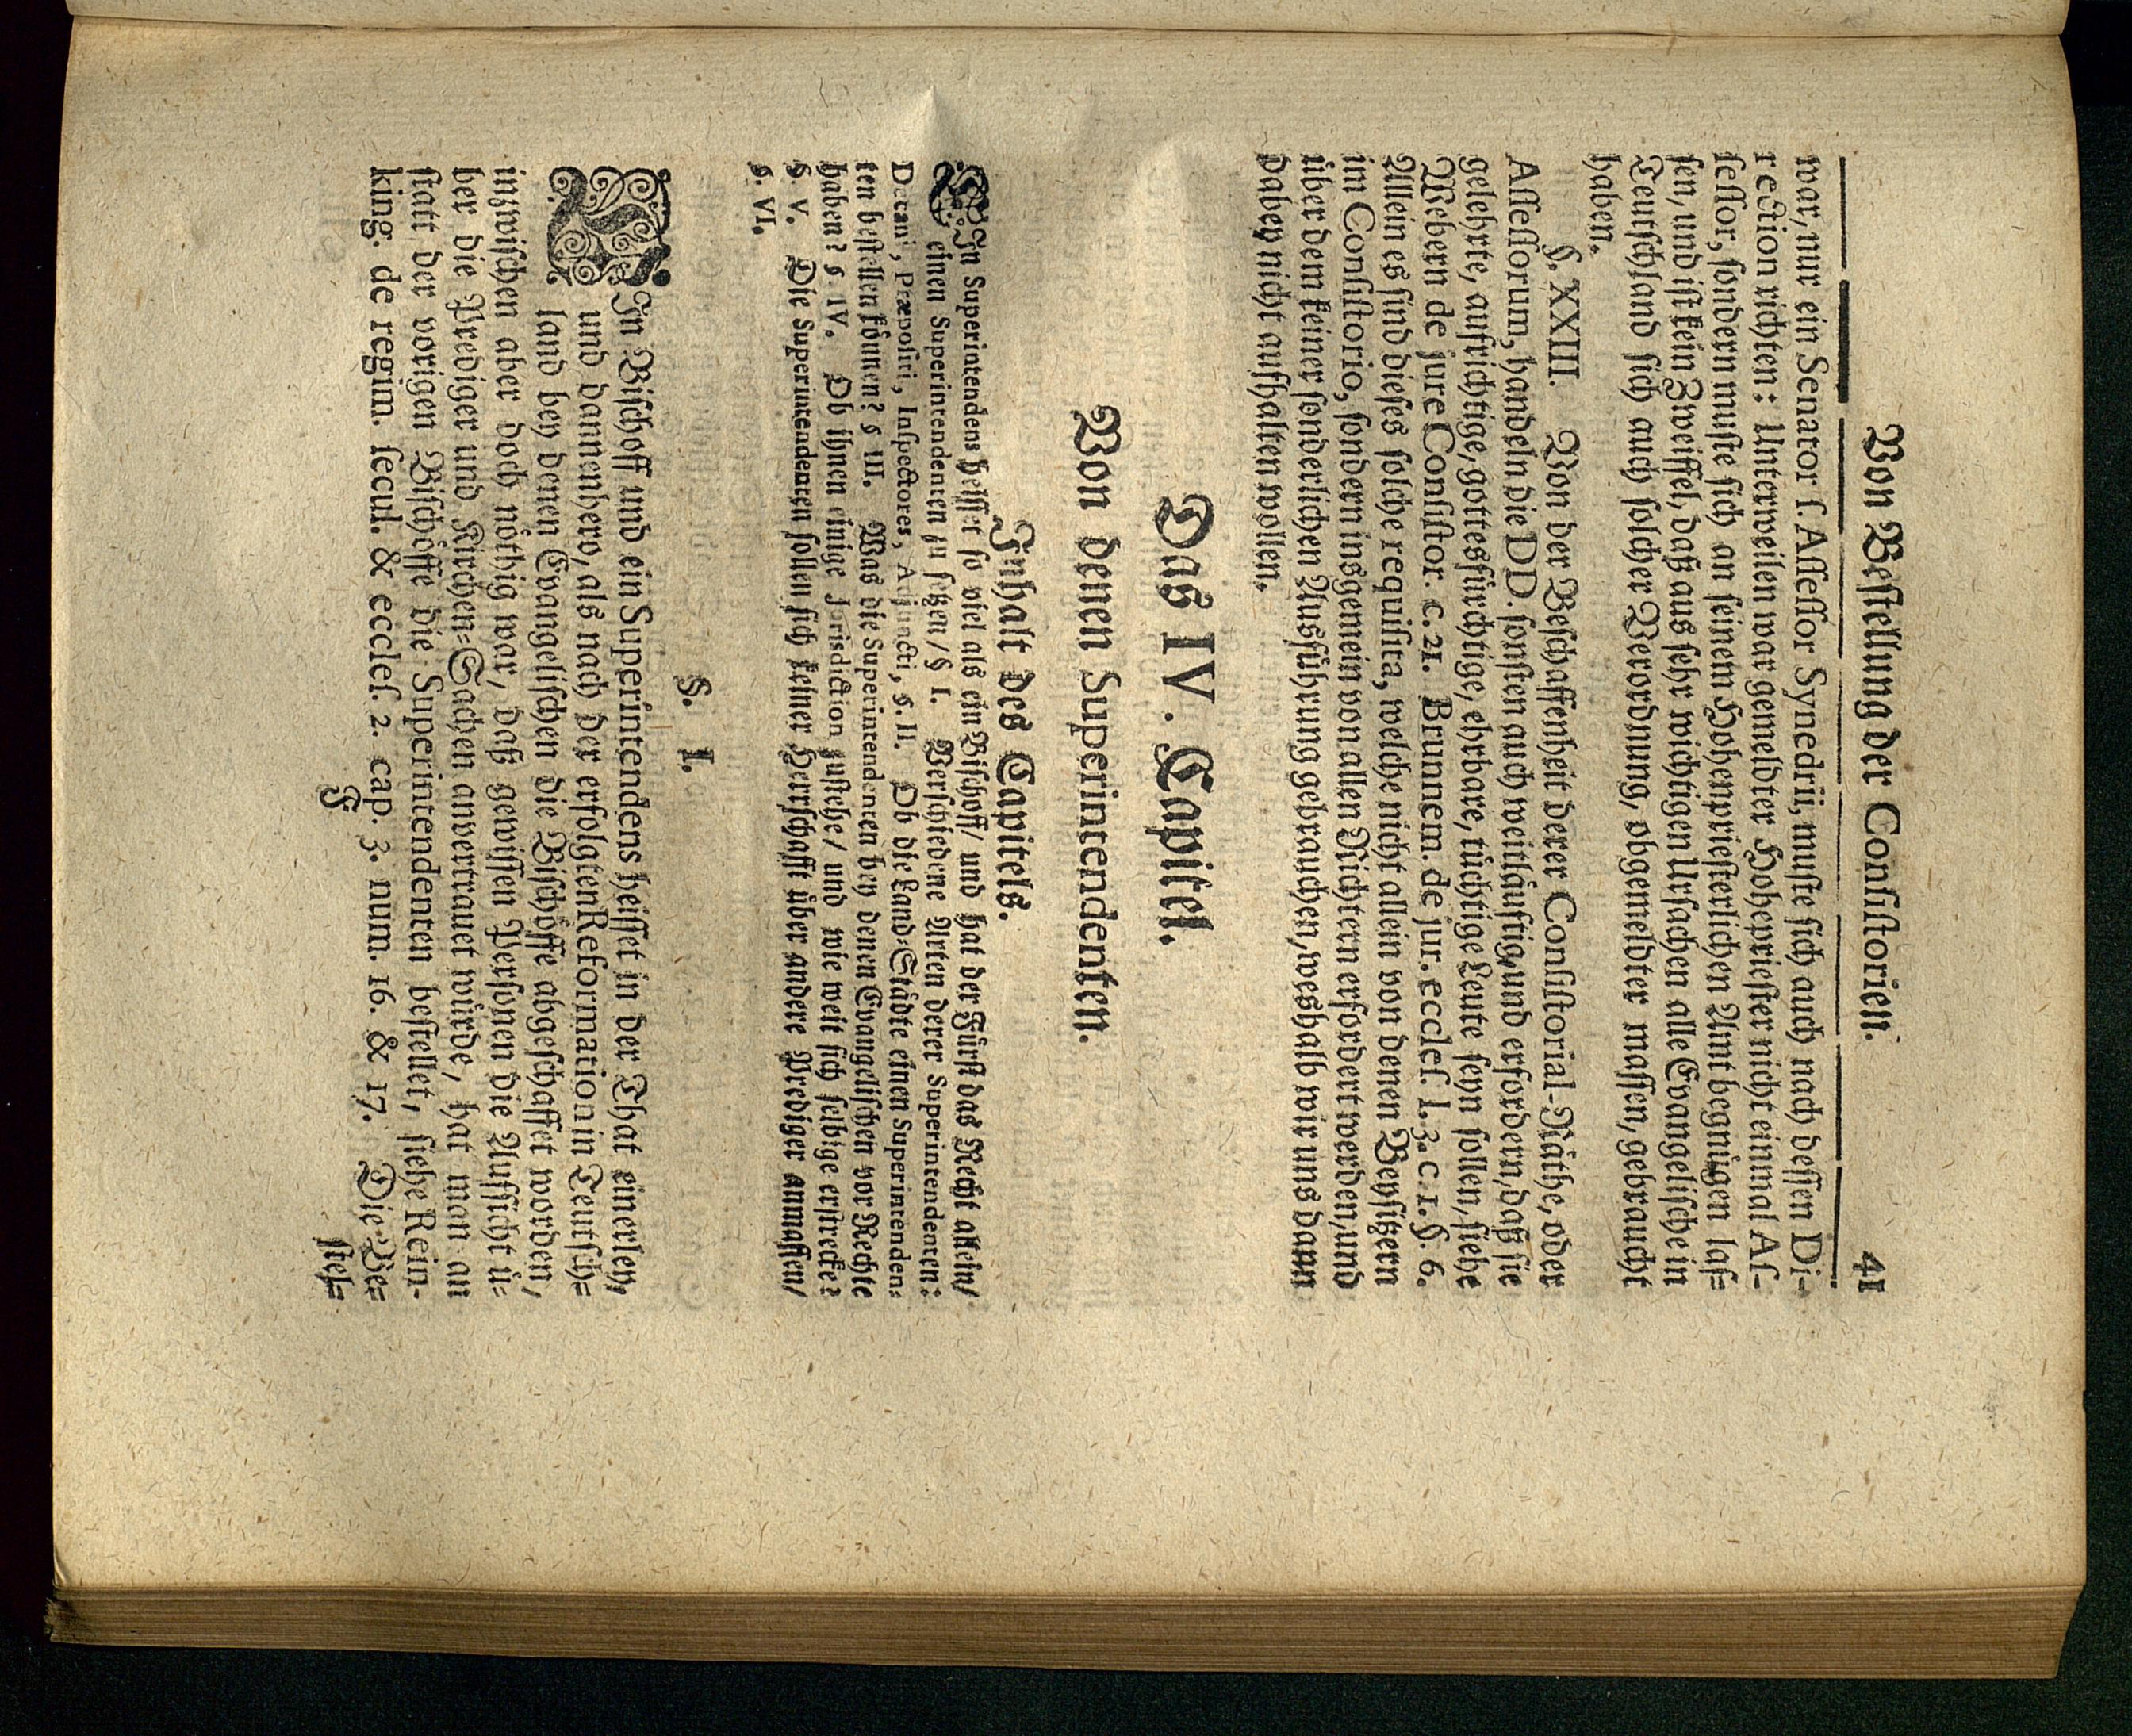 Von Beſtellung der Conſiſtorien. 41
war, nur ein Senator ſ. Aſſeſſor Synedrii, muſte ſich auch nach deſſen Di-
rection richten: Unterweilen war gemeldter Hoheprieſter nicht einmal Aſ-
ſeſſor, ſondern muſte ſich an ſeinem Hohenprieſterlichen Amt begnügen laſ=
ſen, und iſt kein Zweiffel, daß aus ſehr wichtigen Urſachen alle Evangeliſche in
Teutſchland ſich auch ſolcher Verordnung, obgemeldter maſſen, gebraucht
haben.
§. XXIII. Von der Beſchaffenheit derer Conſiſtorial-Räthe, oder
Aſſeſſorum, handeln die DD. ſonſten auch weitläuftig, und erfordern, daß ſie
gelehrte, aufrichtige, gottesfürchtige, ehrbare, tüchtige Leute ſeyn ſollen, ſiehe
Webern de jure Conſiſtor. c. 21. Brunnem. de jur. eccleſ. l. 3. c. 1. §. 6.
Allein es ſind dieſes ſolche requiſita, welche nicht allein von denen Beyſitzern
im Conſiſtorio, ſondern insgemein von allen Richtern erfordert werden, und
über dem keiner ſonderlichen Ausführung gebrauchen, weshalb wir uns dann
dabey nicht aufhalten wollen.
Das IV. Capitel.
Von denen Superintendenten.
Inhalt des Capitels.
EIn Superintendens heiſſet ſo viel als ein Biſchoff/ und hat der Fürſt das Recht allein/
einen Superintendenten zu ſetzen/ § I. Verſchiedene Arten derer Superintendenten:
Decani, Præpoſiti, Inſpectores, Adjuncti, §. II. Ob die Land=Städte einen Superintenden=
ten beſtellen können? § III. Was die Superintendenten bey denen Evangeliſchen vor Rechte
haben? § IV. Ob ihnen einige Jurisdiction zuſtehe/ und wie weit ſich ſelbige erſtrecke?
§. V. Die Superintendenten ſollen ſich keiner Herrſchafft über andere Prediger anmaſſen/
§. VI.
§. I.
EIn Biſchoff und ein Superintendens heiſſet in der That einerley,
und dannenhero, als nach der erfolgten Reformation in Teutſch=
land bey denen Evangeliſchen die Biſchöffe abgeſchaffet worden,
inzwiſchen aber doch nöthig war, daß gewiſſen Perſonen die Aufſicht ü=
ber die Prediger und Kirchen=Sachen anvertrauet würde, hat man an
ſtatt der vorigen Biſchöffe die Superintendenten beſtellet, ſiehe Rein-
king. de regim. ſecul. & eccleſ. 2. cap. 3. num. 16. & 17. Die Be=
F ſtel=